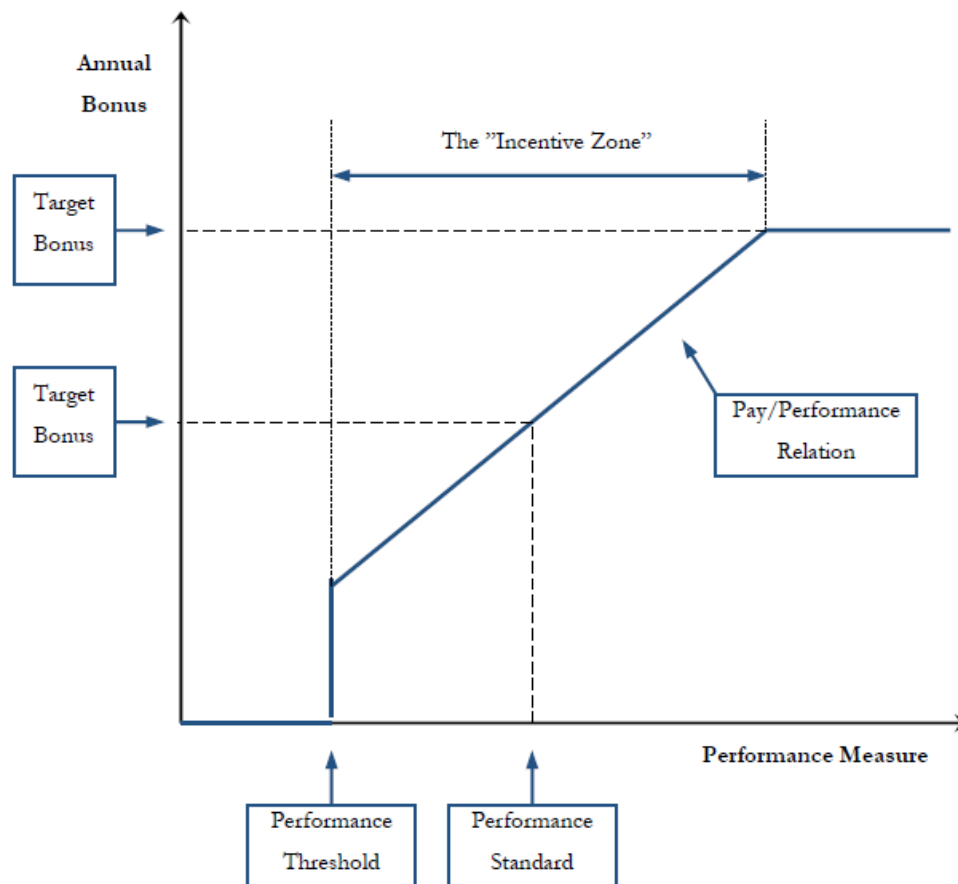 Annual
Bonus
The ”Incentive Zone”
Target
Bonus
Target
Bonus
Pay/Performance
Relation
Performance Measure
Performance
Threshold
Performance
Standard